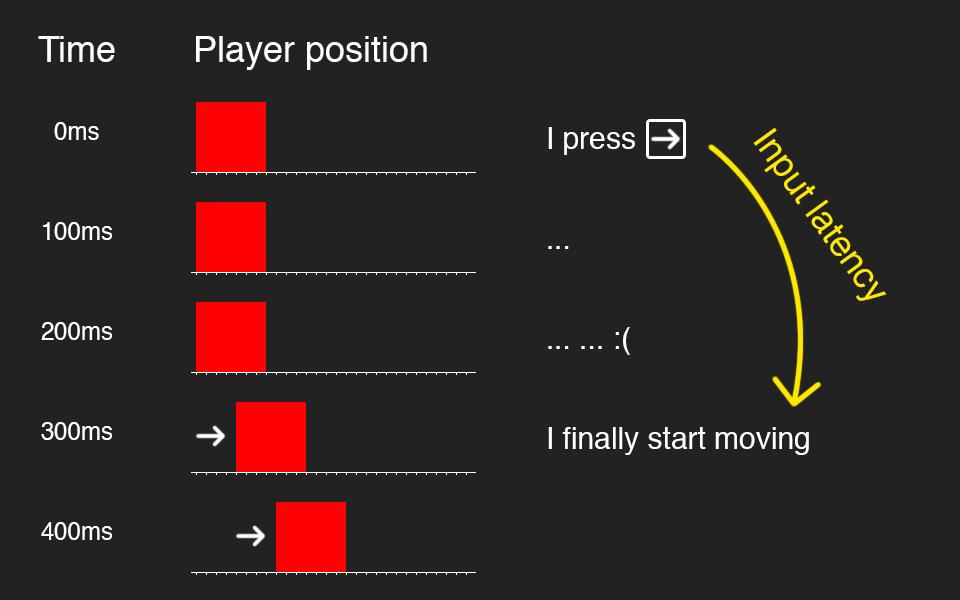 Time Player position
0ms I press →
100ms ...
200ms ... ... :(
300ms → I finally start moving
400ms →
Input latency